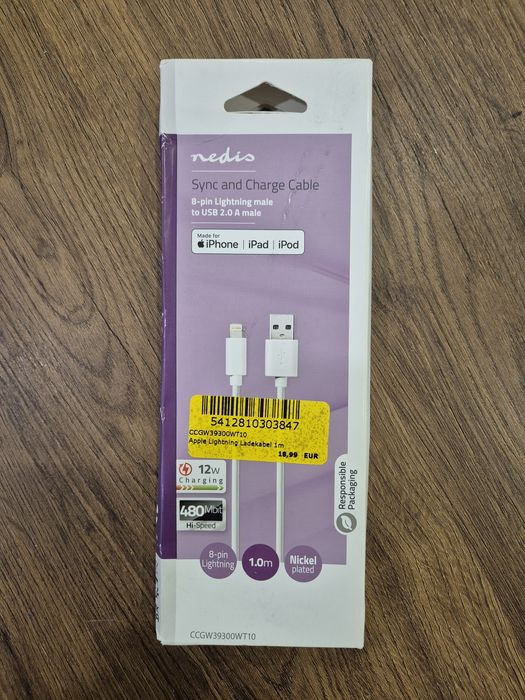 nedis
Sync and Charge Cable
8-pin Lightning male
to USB 2.0 A male
Made for
iPhone | iPad | iPod
5412810303847
CCGW39300WT10
Apple Lightning Ladekabel 1m
18,99 EUR
12W
Charging
480Mbit
Hi-Speed
Responsible
Packaging
8-pin
Lightning
1.0m
Nickel
plated
CCGW39300WT10